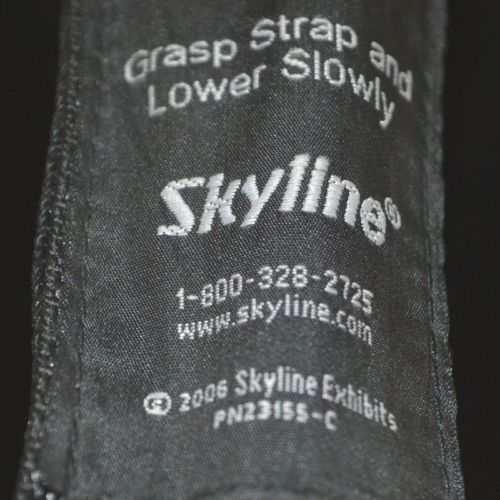 Grasp Strap and
Lower Slowly
Skyline®
1-800-328-2725
www.skyline.com
© 2006 Skyline Exhibits
PN23155-C